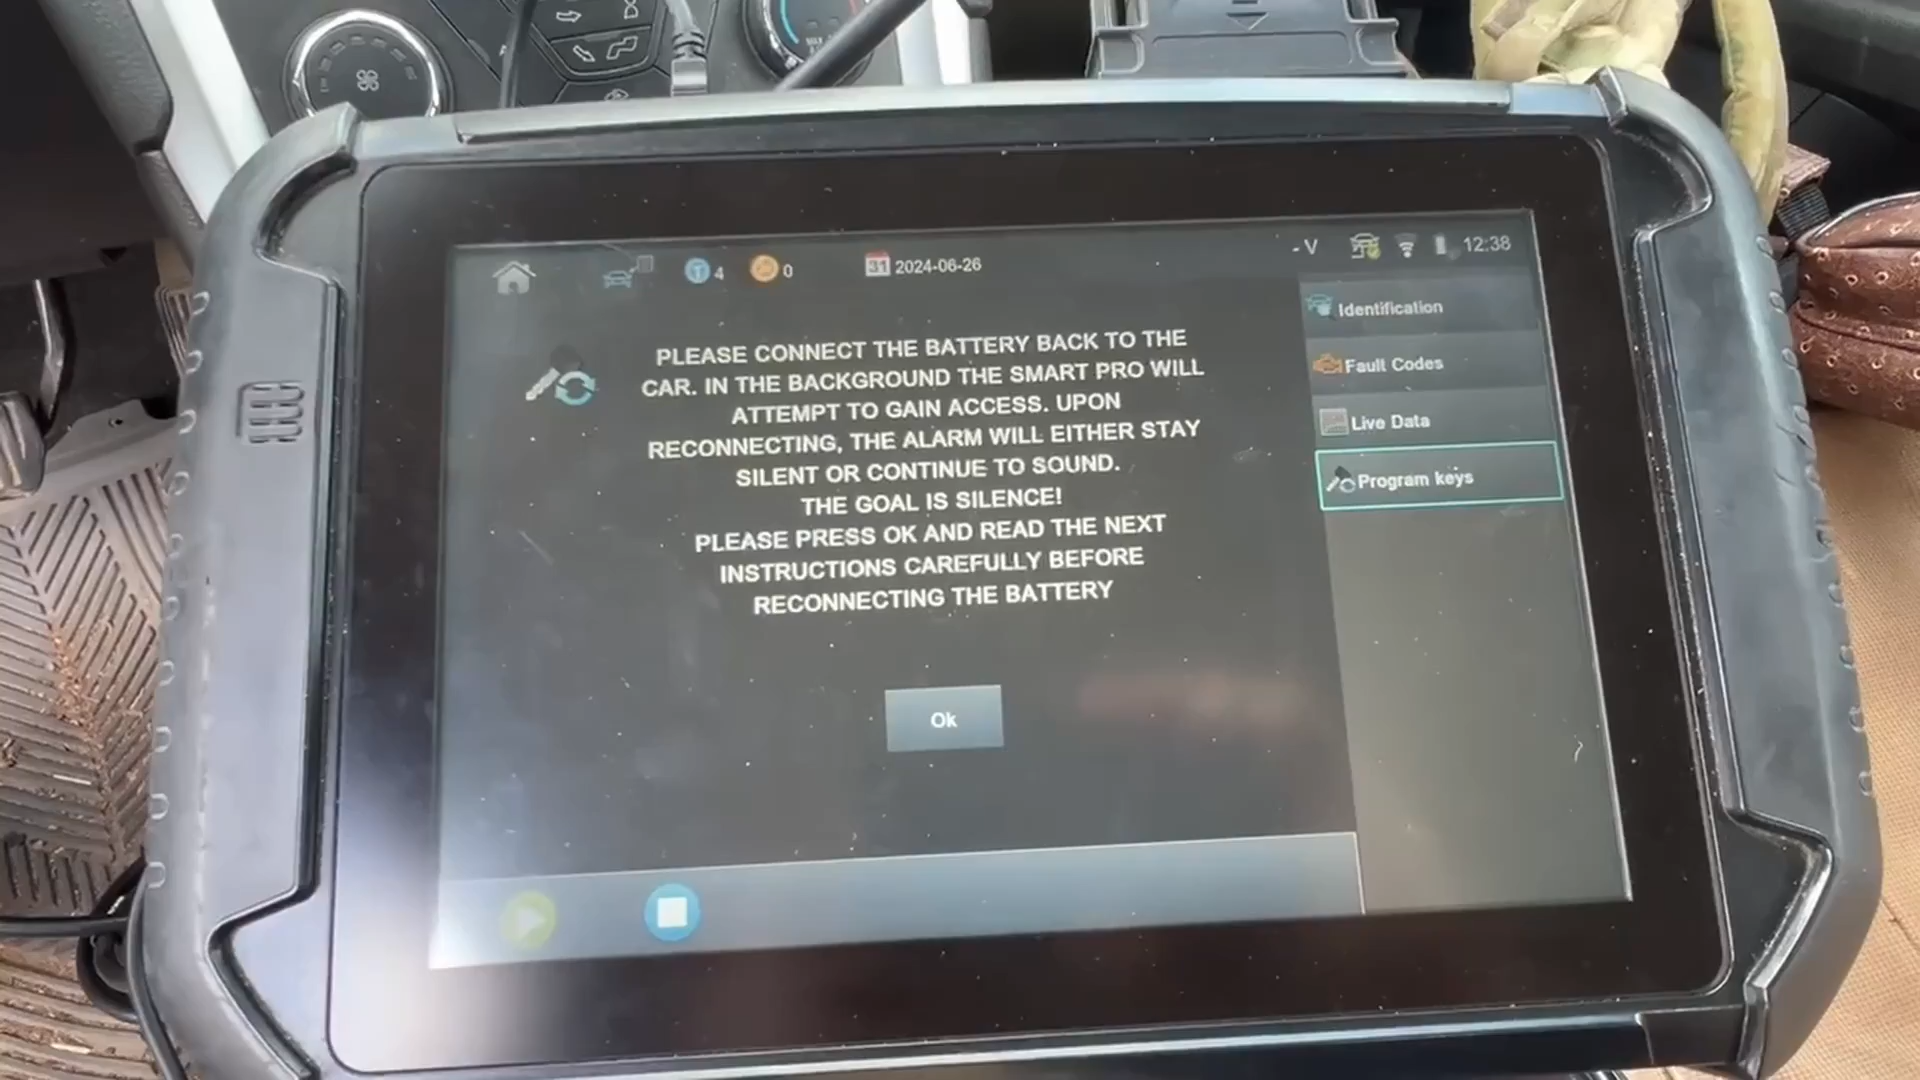 4 0 31 2024-06-26 - V 12:38
PLEASE CONNECT THE BATTERY BACK TO THE
CAR. IN THE BACKGROUND THE SMART PRO WILL
ATTEMPT TO GAIN ACCESS. UPON
RECONNECTING, THE ALARM WILL EITHER STAY
SILENT OR CONTINUE TO SOUND.
THE GOAL IS SILENCE!
PLEASE PRESS OK AND READ THE NEXT
INSTRUCTIONS CAREFULLY BEFORE
RECONNECTING THE BATTERY
Ok
Identification
Fault Codes
Live Data
Program keys